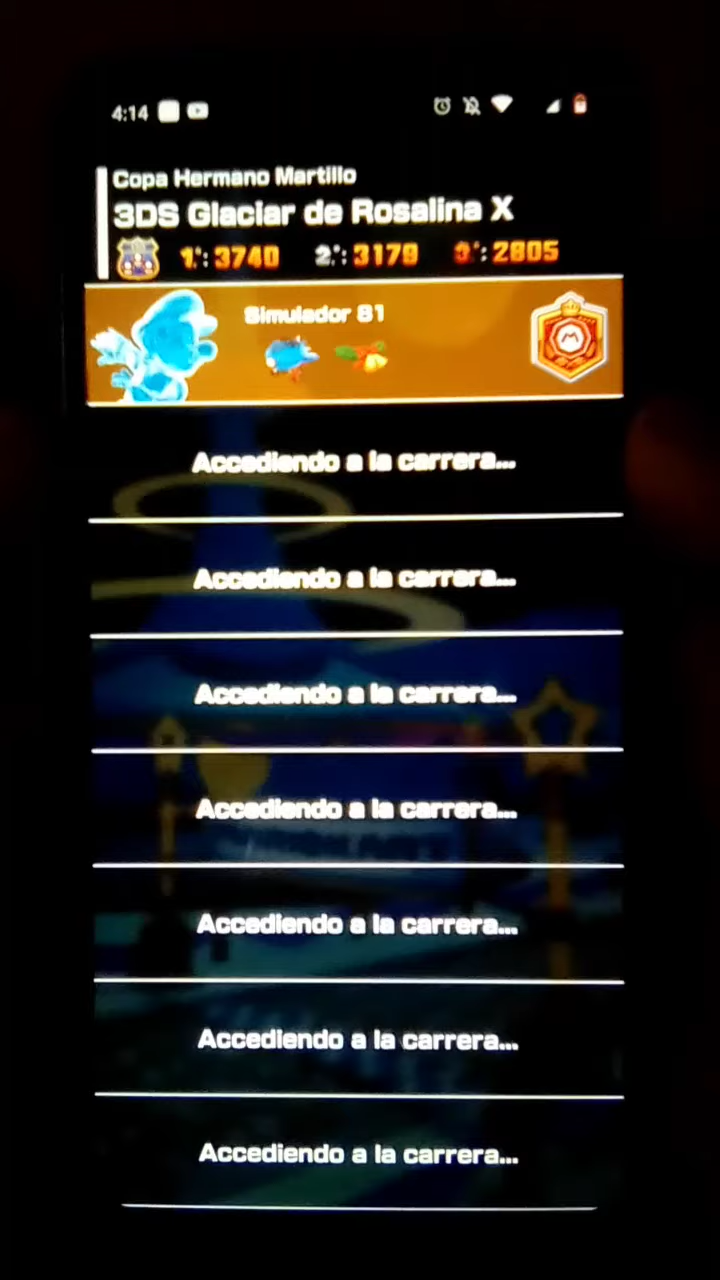 4:14
Copa Hermano Martillo
3DS Glaciar de Rosalina X
1.°: 3740 2.°: 3179 3.°: 2805
Simulador 81
Accediendo a la carrera...
Accediendo a la carrera...
Accediendo a la carrera...
Accediendo a la carrera...
Accediendo a la carrera...
Accediendo a la carrera...
Accediendo a la carrera...